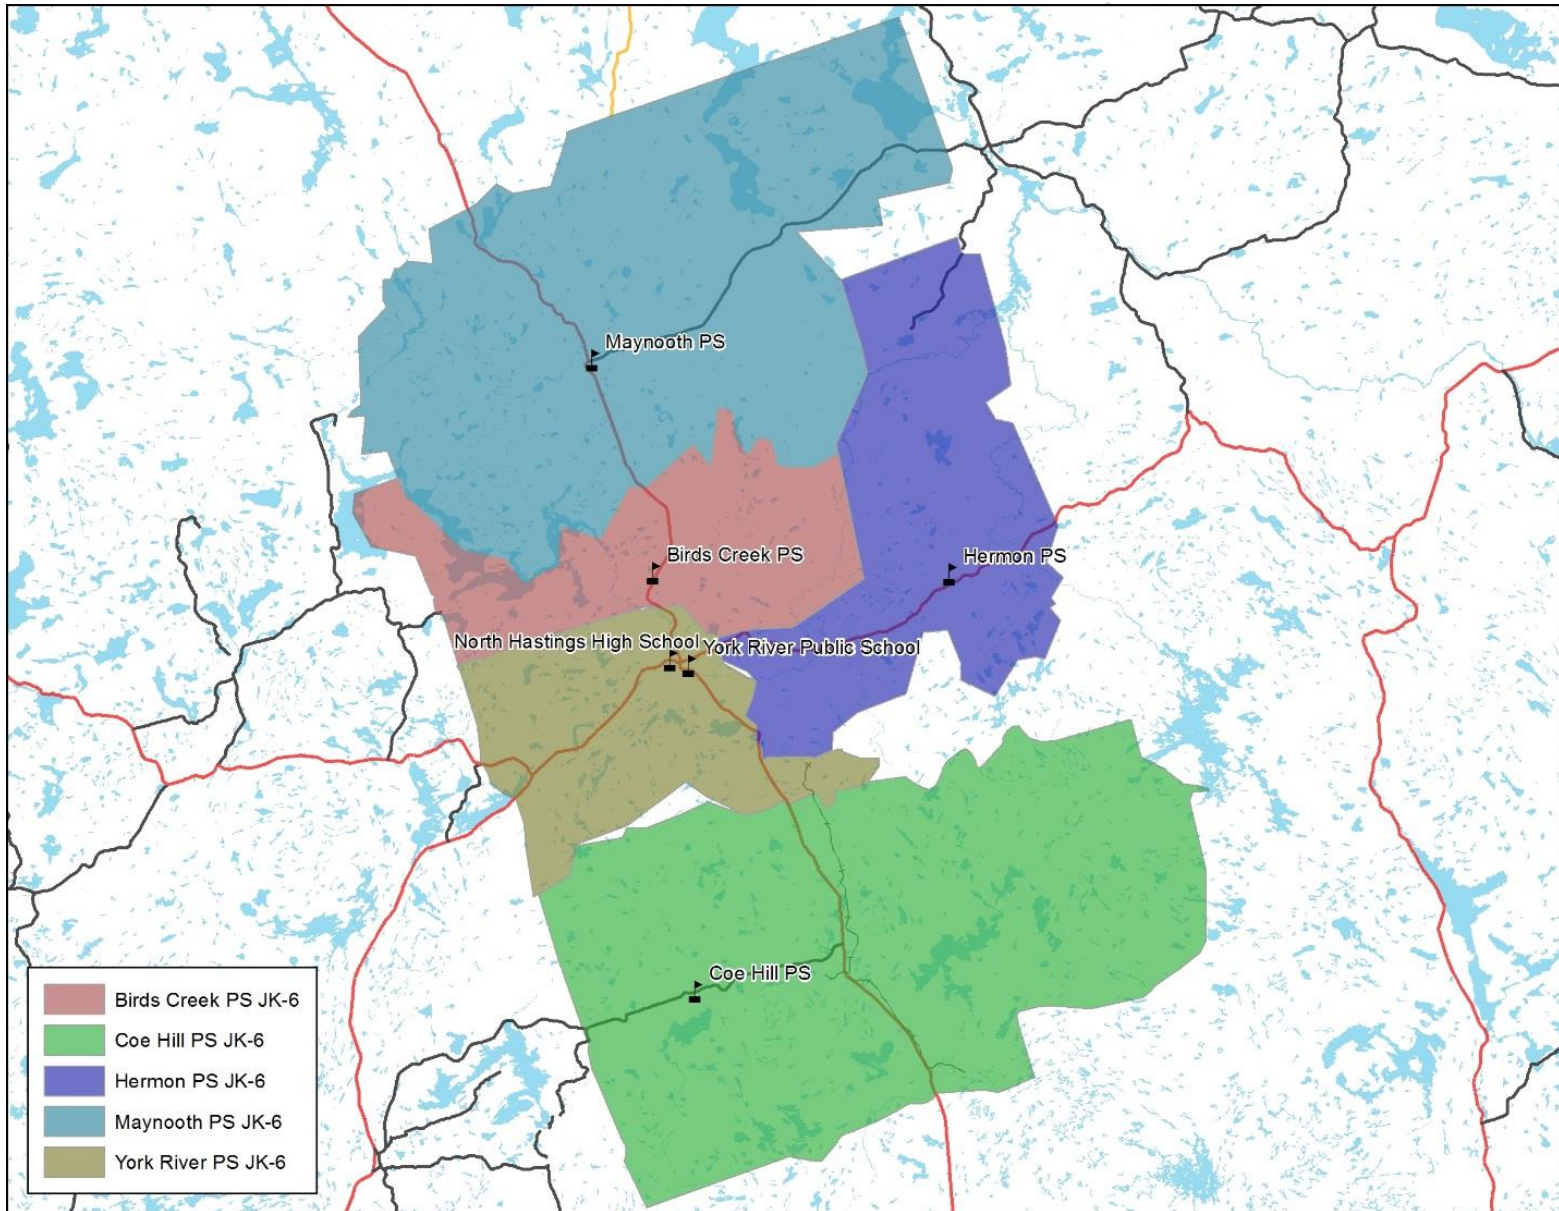 Maynooth PS
Birds Creek PS
Hermon PS
North Hastings High School
York River Public School
Coe Hill PS
Birds Creek PS JK-6
Coe Hill PS JK-6
Hermon PS JK-6
Maynooth PS JK-6
York River PS JK-6